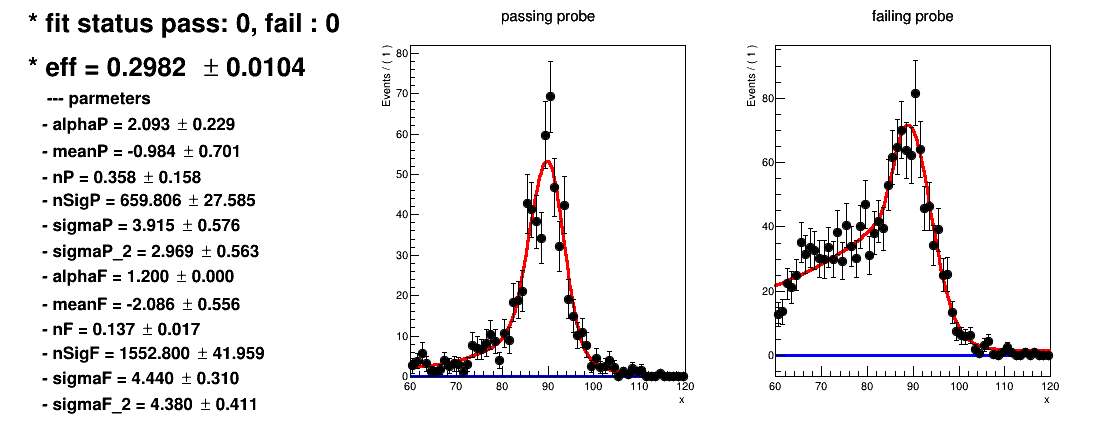 * fit status pass: 0, fail : 0
* eff = 0.2982 ± 0.0104
--- parmeters
- alphaP = 2.093 ± 0.229
- meanP = -0.984 ± 0.701
- nP = 0.358 ± 0.158
- nSigP = 659.806 ± 27.585
- sigmaP = 3.915 ± 0.576
- sigmaP_2 = 2.969 ± 0.563
- alphaF = 1.200 ± 0.000
- meanF = -2.086 ± 0.556
- nF = 0.137 ± 0.017
- nSigF = 1552.800 ± 41.959
- sigmaF = 4.440 ± 0.310
- sigmaF_2 = 4.380 ± 0.411
passing probe
Events / ( 1 )
80
70
60
50
40
30
20
10
0
60 70 80 90 100 110 120
x
failing probe
Events / ( 1 )
80
60
40
20
0
60 70 80 90 100 110 120
x